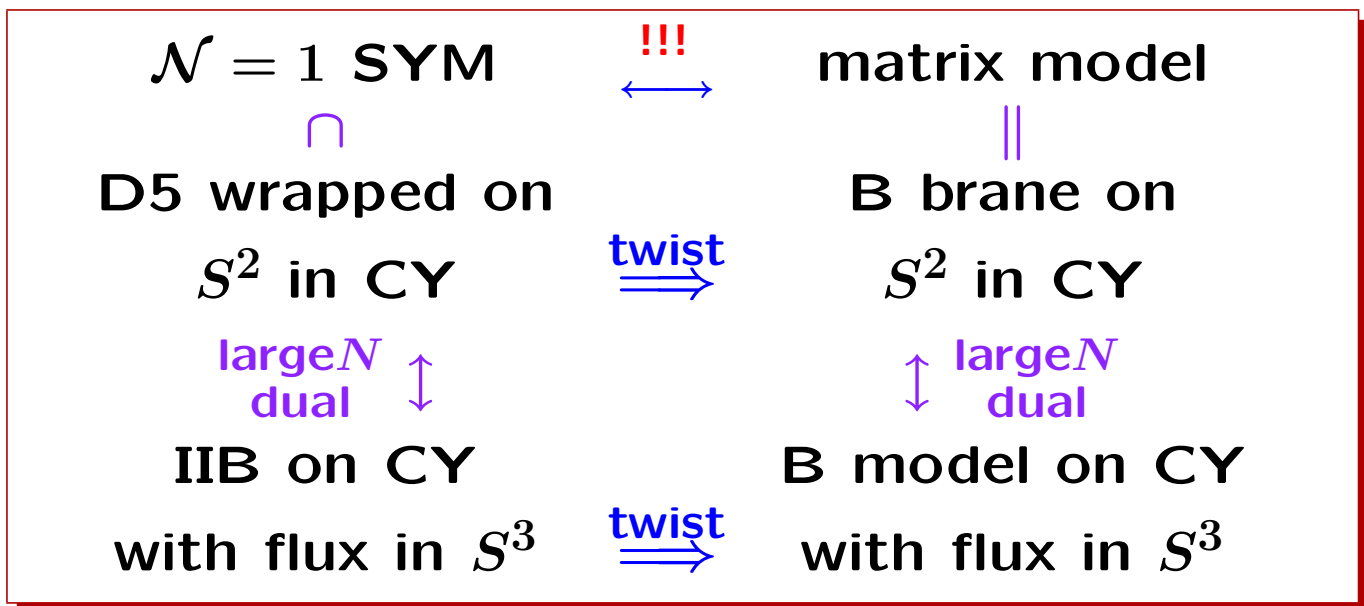 𝒩 = 1 SYM !!! ↔ matrix model
∩ ||
D5 wrapped on B brane on
S² in CY twist ⇒ S² in CY
largeN ↕ ↕ largeN
dual dual
IIB on CY B model on CY
with flux in S³ twist ⇒ with flux in S³